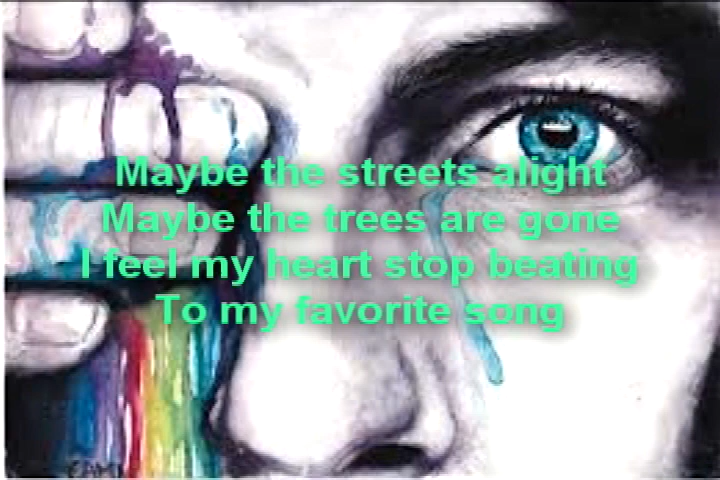 Maybe the streets alight
Maybe the trees are gone
I feel my heart stop beating
To my favorite song